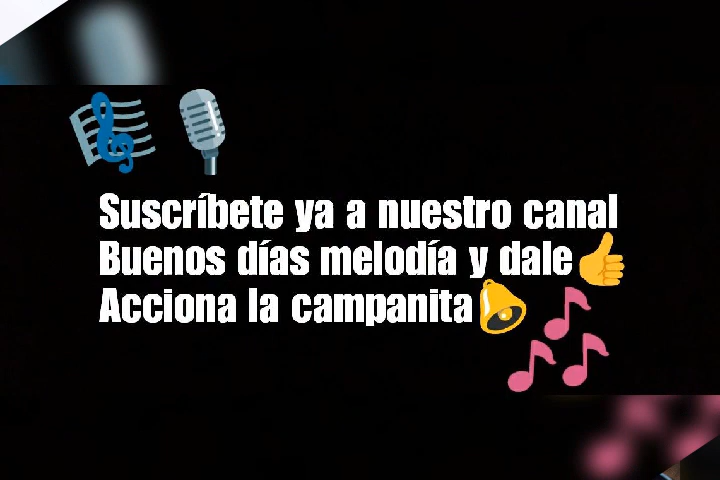 Suscríbete ya a nuestro canal
Buenos días melodía y dale👍
Acciona la campanita🔔